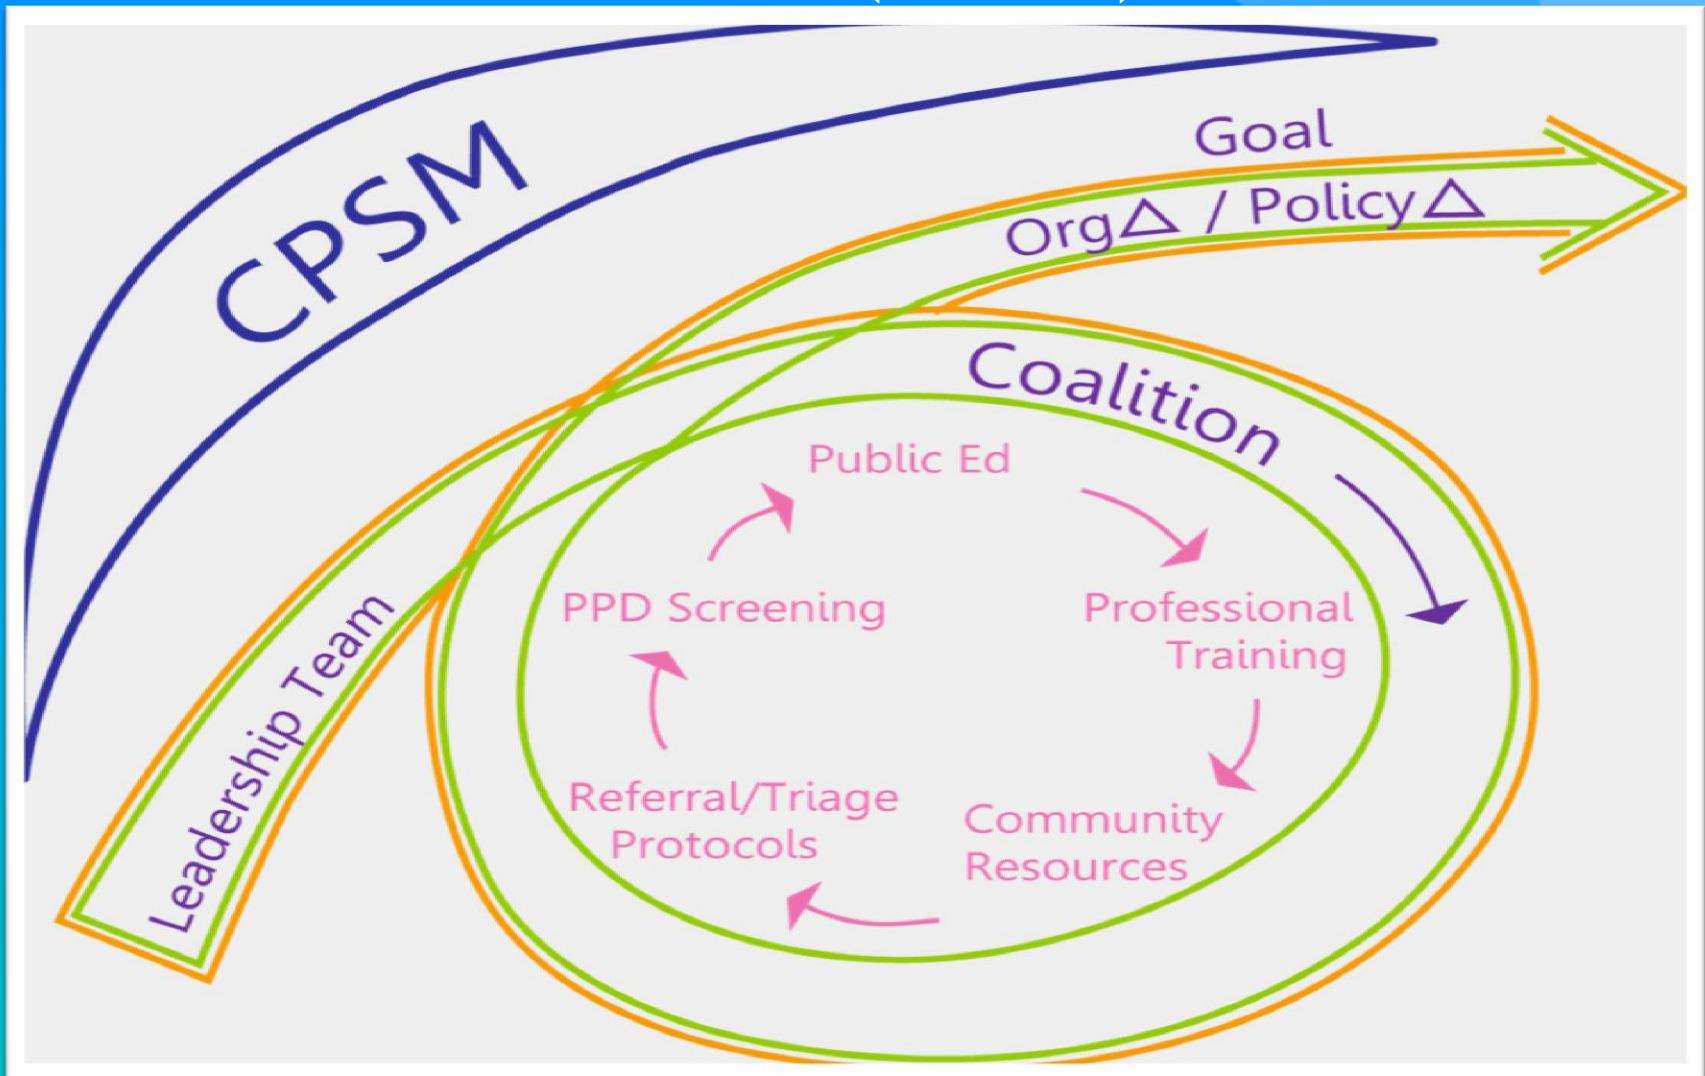 CPSM
Goal
Org△ / Policy△
Coalition
Public Ed
PPD Screening
Professional
Training
Referral/Triage
Protocols
Community
Resources
Leadership Team